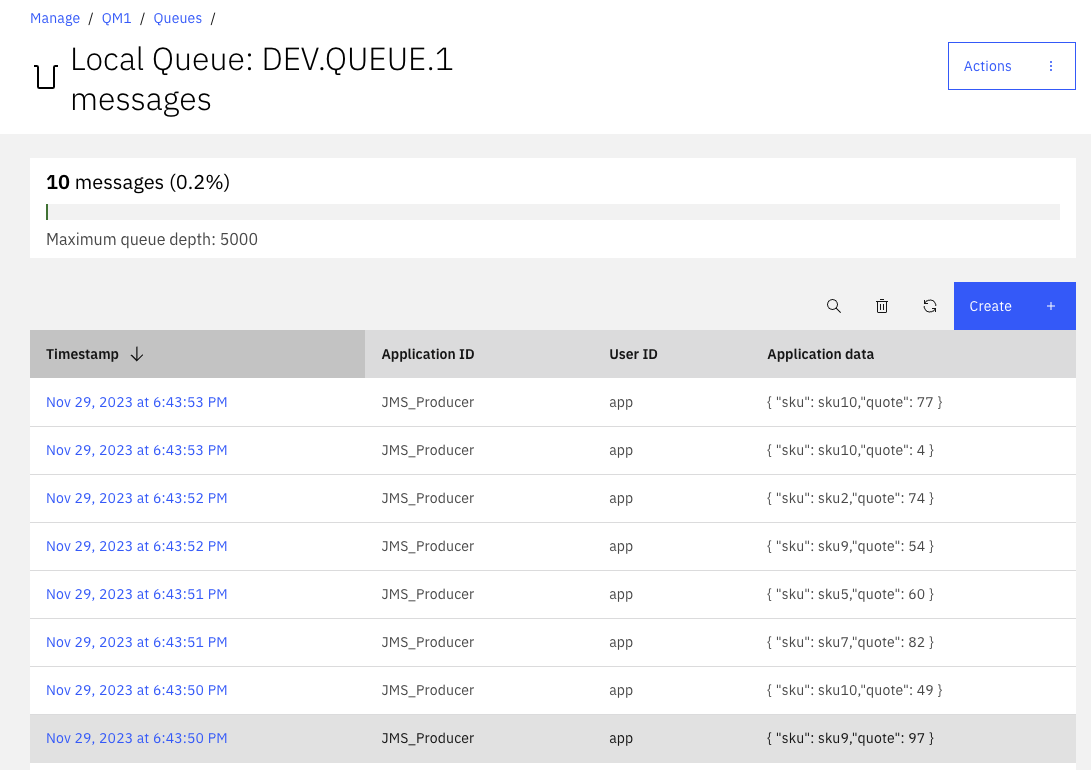 Manage / QM1 / Queues /
Local Queue: DEV.QUEUE.1
messages
Actions
10 messages (0.2%)
Maximum queue depth: 5000
Create +
Timestamp Application ID User ID Application data
Nov 29, 2023 at 6:43:53 PM JMS_Producer app { "sku": sku10,"quote": 77 }
Nov 29, 2023 at 6:43:53 PM JMS_Producer app { "sku": sku10,"quote": 4 }
Nov 29, 2023 at 6:43:52 PM JMS_Producer app { "sku": sku2,"quote": 74 }
Nov 29, 2023 at 6:43:52 PM JMS_Producer app { "sku": sku9,"quote": 54 }
Nov 29, 2023 at 6:43:51 PM JMS_Producer app { "sku": sku5,"quote": 60 }
Nov 29, 2023 at 6:43:51 PM JMS_Producer app { "sku": sku7,"quote": 82 }
Nov 29, 2023 at 6:43:50 PM JMS_Producer app { "sku": sku10,"quote": 49 }
Nov 29, 2023 at 6:43:50 PM JMS_Producer app { "sku": sku9,"quote": 97 }